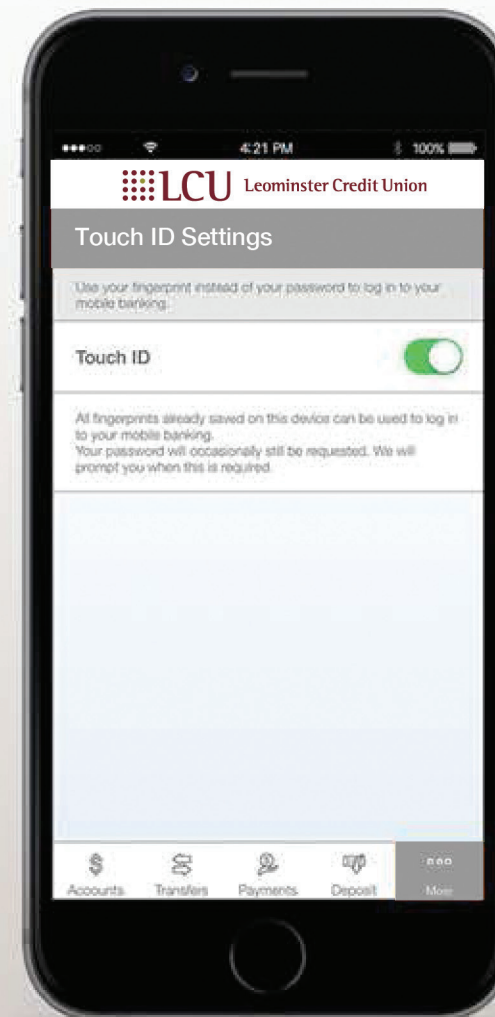 4:21 PM
100%
LCU Leominster Credit Union
Touch ID Settings
Use your fingerprint instead of your password to log in to your
mobile banking.
Touch ID
All fingerprints already saved on this device can be used to log in
to your mobile banking.
Your password will occasionally still be requested. We will
prompt you when this is required.
Accounts Transfers Payments Deposit More